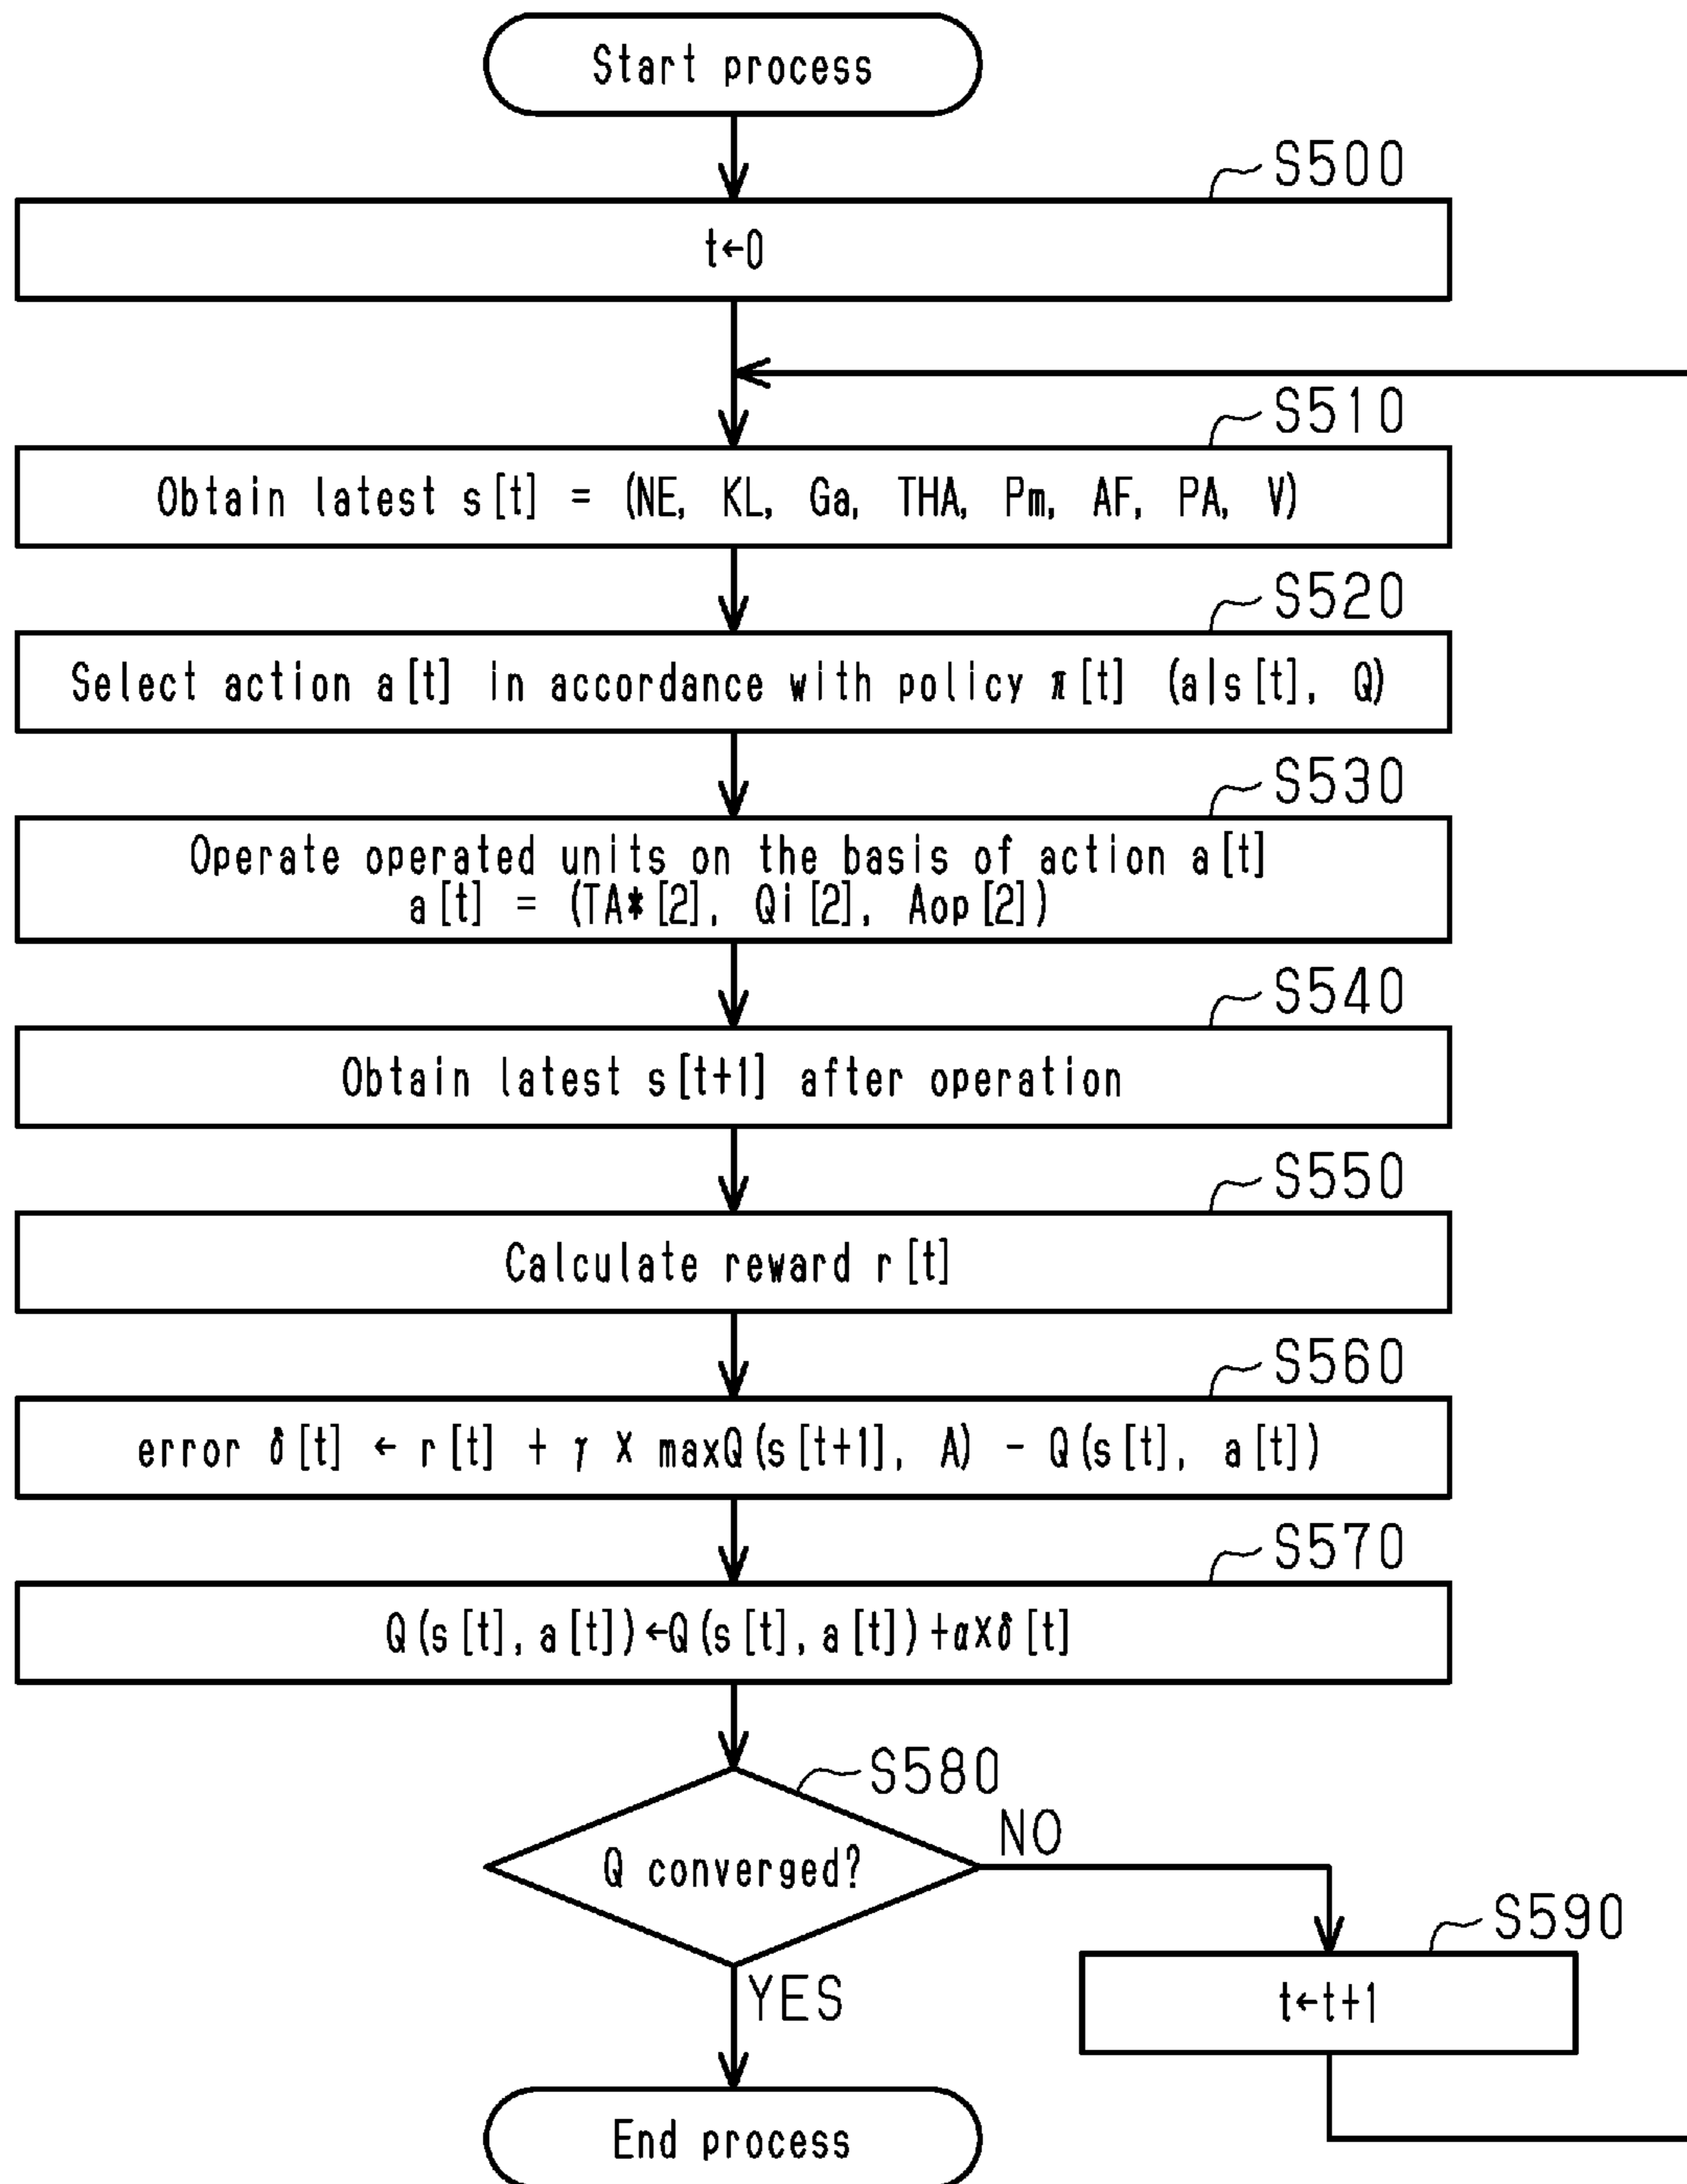 Start process
S500
t←0
S510
Obtain latest s[t] = (NE, KL, Ga, THA, Pm, AF, PA, V)
S520
Select action a[t] in accordance with policy π[t] (a|s[t], Q)
S530
Operate operated units on the basis of action a[t]
a[t] = (TA*[2], Qi[2], Aop[2])
S540
Obtain latest s[t+1] after operation
S550
Calculate reward r[t]
S560
error δ[t] ← r[t] + γ × maxQ(s[t+1], A) - Q(s[t], a[t])
S570
Q(s[t],a[t])←Q(s[t],a[t])+α×δ[t]
S580
Q converged?
NO
S590
t←t+1
YES
End process